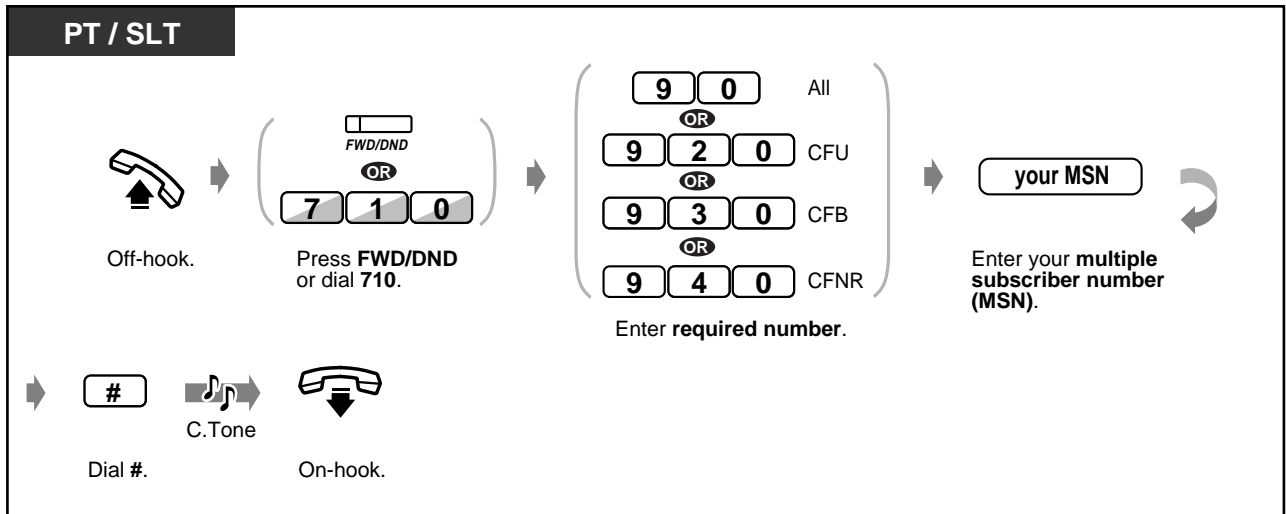 PT / SLT
FWD/DND
OR
7 1 0
9 0 All
OR
9 2 0 CFU
OR
9 3 0 CFB
OR
9 4 0 CFNR
your MSN
Off-hook.
Press FWD/DND
or dial 710.
Enter required number.
Enter your multiple
subscriber number
(MSN).
#
C.Tone
Dial #.
On-hook.